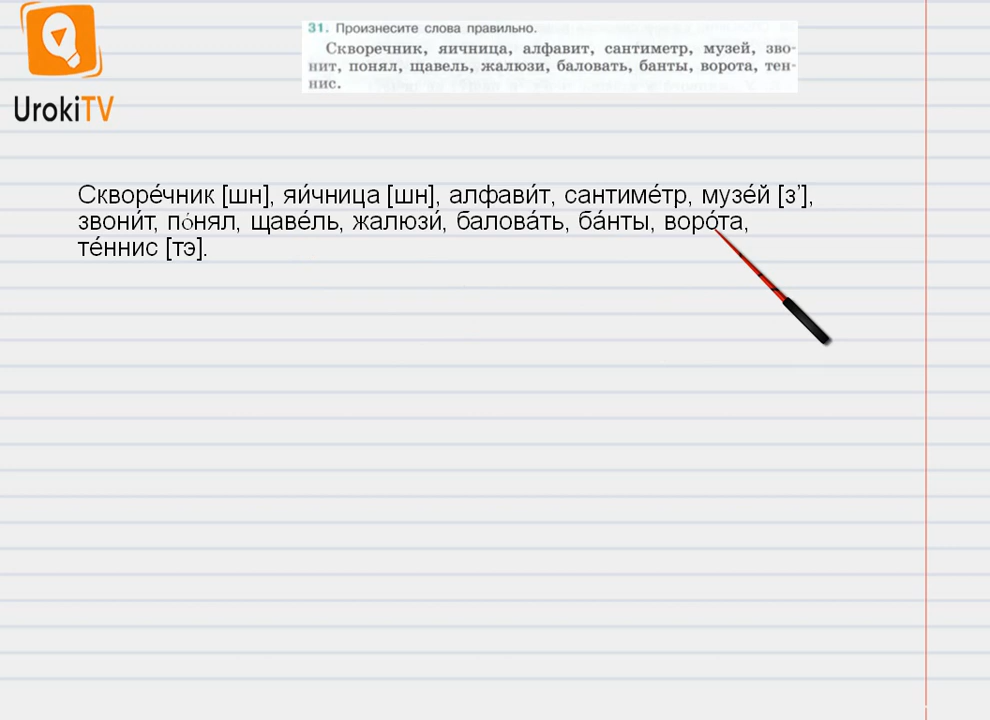 UrokiTV
31. Произнесите слова правильно.
Скворечник, яичница, алфавит, сантиметр, музей, зво-
нит, понял, щавель, жалюзи, баловать, банты, ворота, тен-
нис.
Скворе́чник [шн], яи́чница [шн], алфави́т, сантиме́тр, музе́й [з’],
звони́т, по́нял, щаве́ль, жалюзи́, балова́ть, ба́нты, воро́та,
те́ннис [тэ].